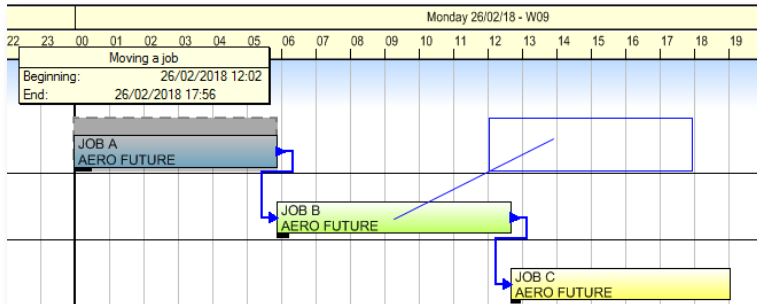 Monday 26/02/18 - W09
22 23 00 01 02 03 04 05 06 07 08 09 10 11 12 13 14 15 16 17 18 19
Moving a job
Beginning: 26/02/2018 12:02
End: 26/02/2018 17:56
JOB A
AERO FUTURE
JOB B
AERO FUTURE
JOB C
AERO FUTURE